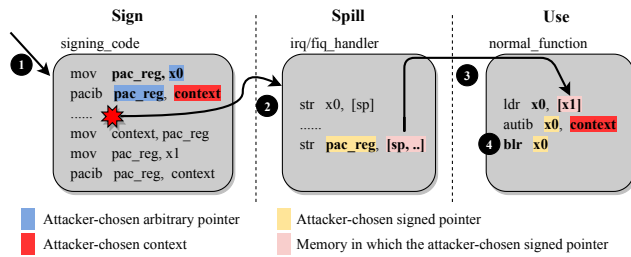 Sign
Spill
Use
signing_code
irq/fiq_handler
normal_function
1
mov pac_reg, x0
pacib pac_reg, context
......
mov context, pac_reg
mov pac_reg, x1
pacib pac_reg, context
2
str x0, [sp]
......
str pac_reg, [sp, ..]
3
ldr x0, [x1]
autib x0, context
4
blr x0
Attacker-chosen arbitrary pointer
Attacker-chosen signed pointer
Attacker-chosen context
Memory in which the attacker-chosen signed pointer